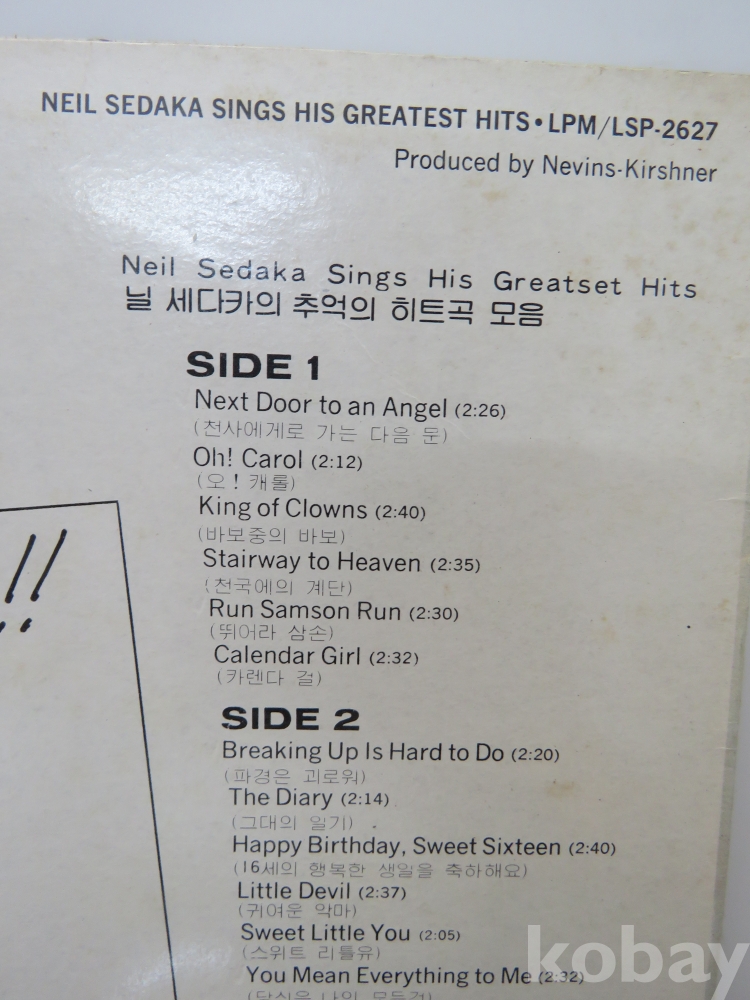 NEIL SEDAKA SINGS HIS GREATEST HITS • LPM/LSP-2627
Produced by Nevins-Kirshner
Neil Sedaka Sings His Greatset Hits
닐 세다카의 추억의 히트곡 모음
SIDE 1
Next Door to an Angel (2:26)
(천사에게로 가는 다음 문)
Oh! Carol (2:12)
(오! 캐롤)
King of Clowns (2:40)
(바보중의 바보)
Stairway to Heaven (2:35)
(천국에의 계단)
Run Samson Run (2:30)
(뛰어라 삼손)
Calendar Girl (2:32)
(카렌다 걸)
!!
SIDE 2
Breaking Up Is Hard to Do (2:20)
(파경은 괴로워)
The Diary (2:14)
(그대의 일기)
Happy Birthday, Sweet Sixteen (2:40)
(16세의 행복한 생일을 축하해요)
Little Devil (2:37)
(귀여운 악마)
Sweet Little You (2:05)
(스위트 리틀유)
You Mean Everything to Me (2:32)
(당신은 나의 모든것)
kobay